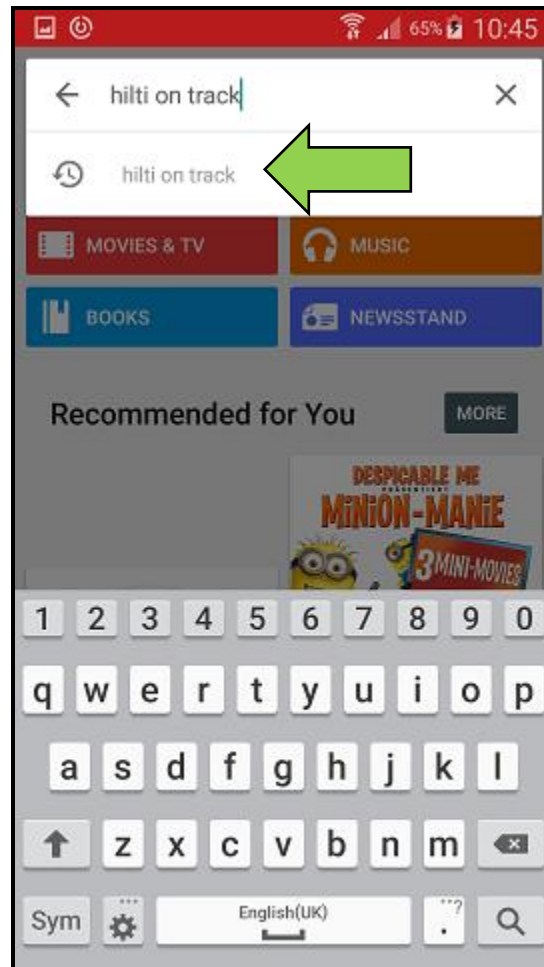 65% 10:45
hilti on track
hilti on track
MOVIES & TV MUSIC
BOOKS NEWSSTAND
Recommended for You MORE
DESPICABLE ME
MINION-MANIE
3 MINI-MOVIES
1 2 3 4 5 6 7 8 9 0
q w e r t y u i o p
a s d f g h j k l
z x c v b n m
Sym English(UK) . ...?